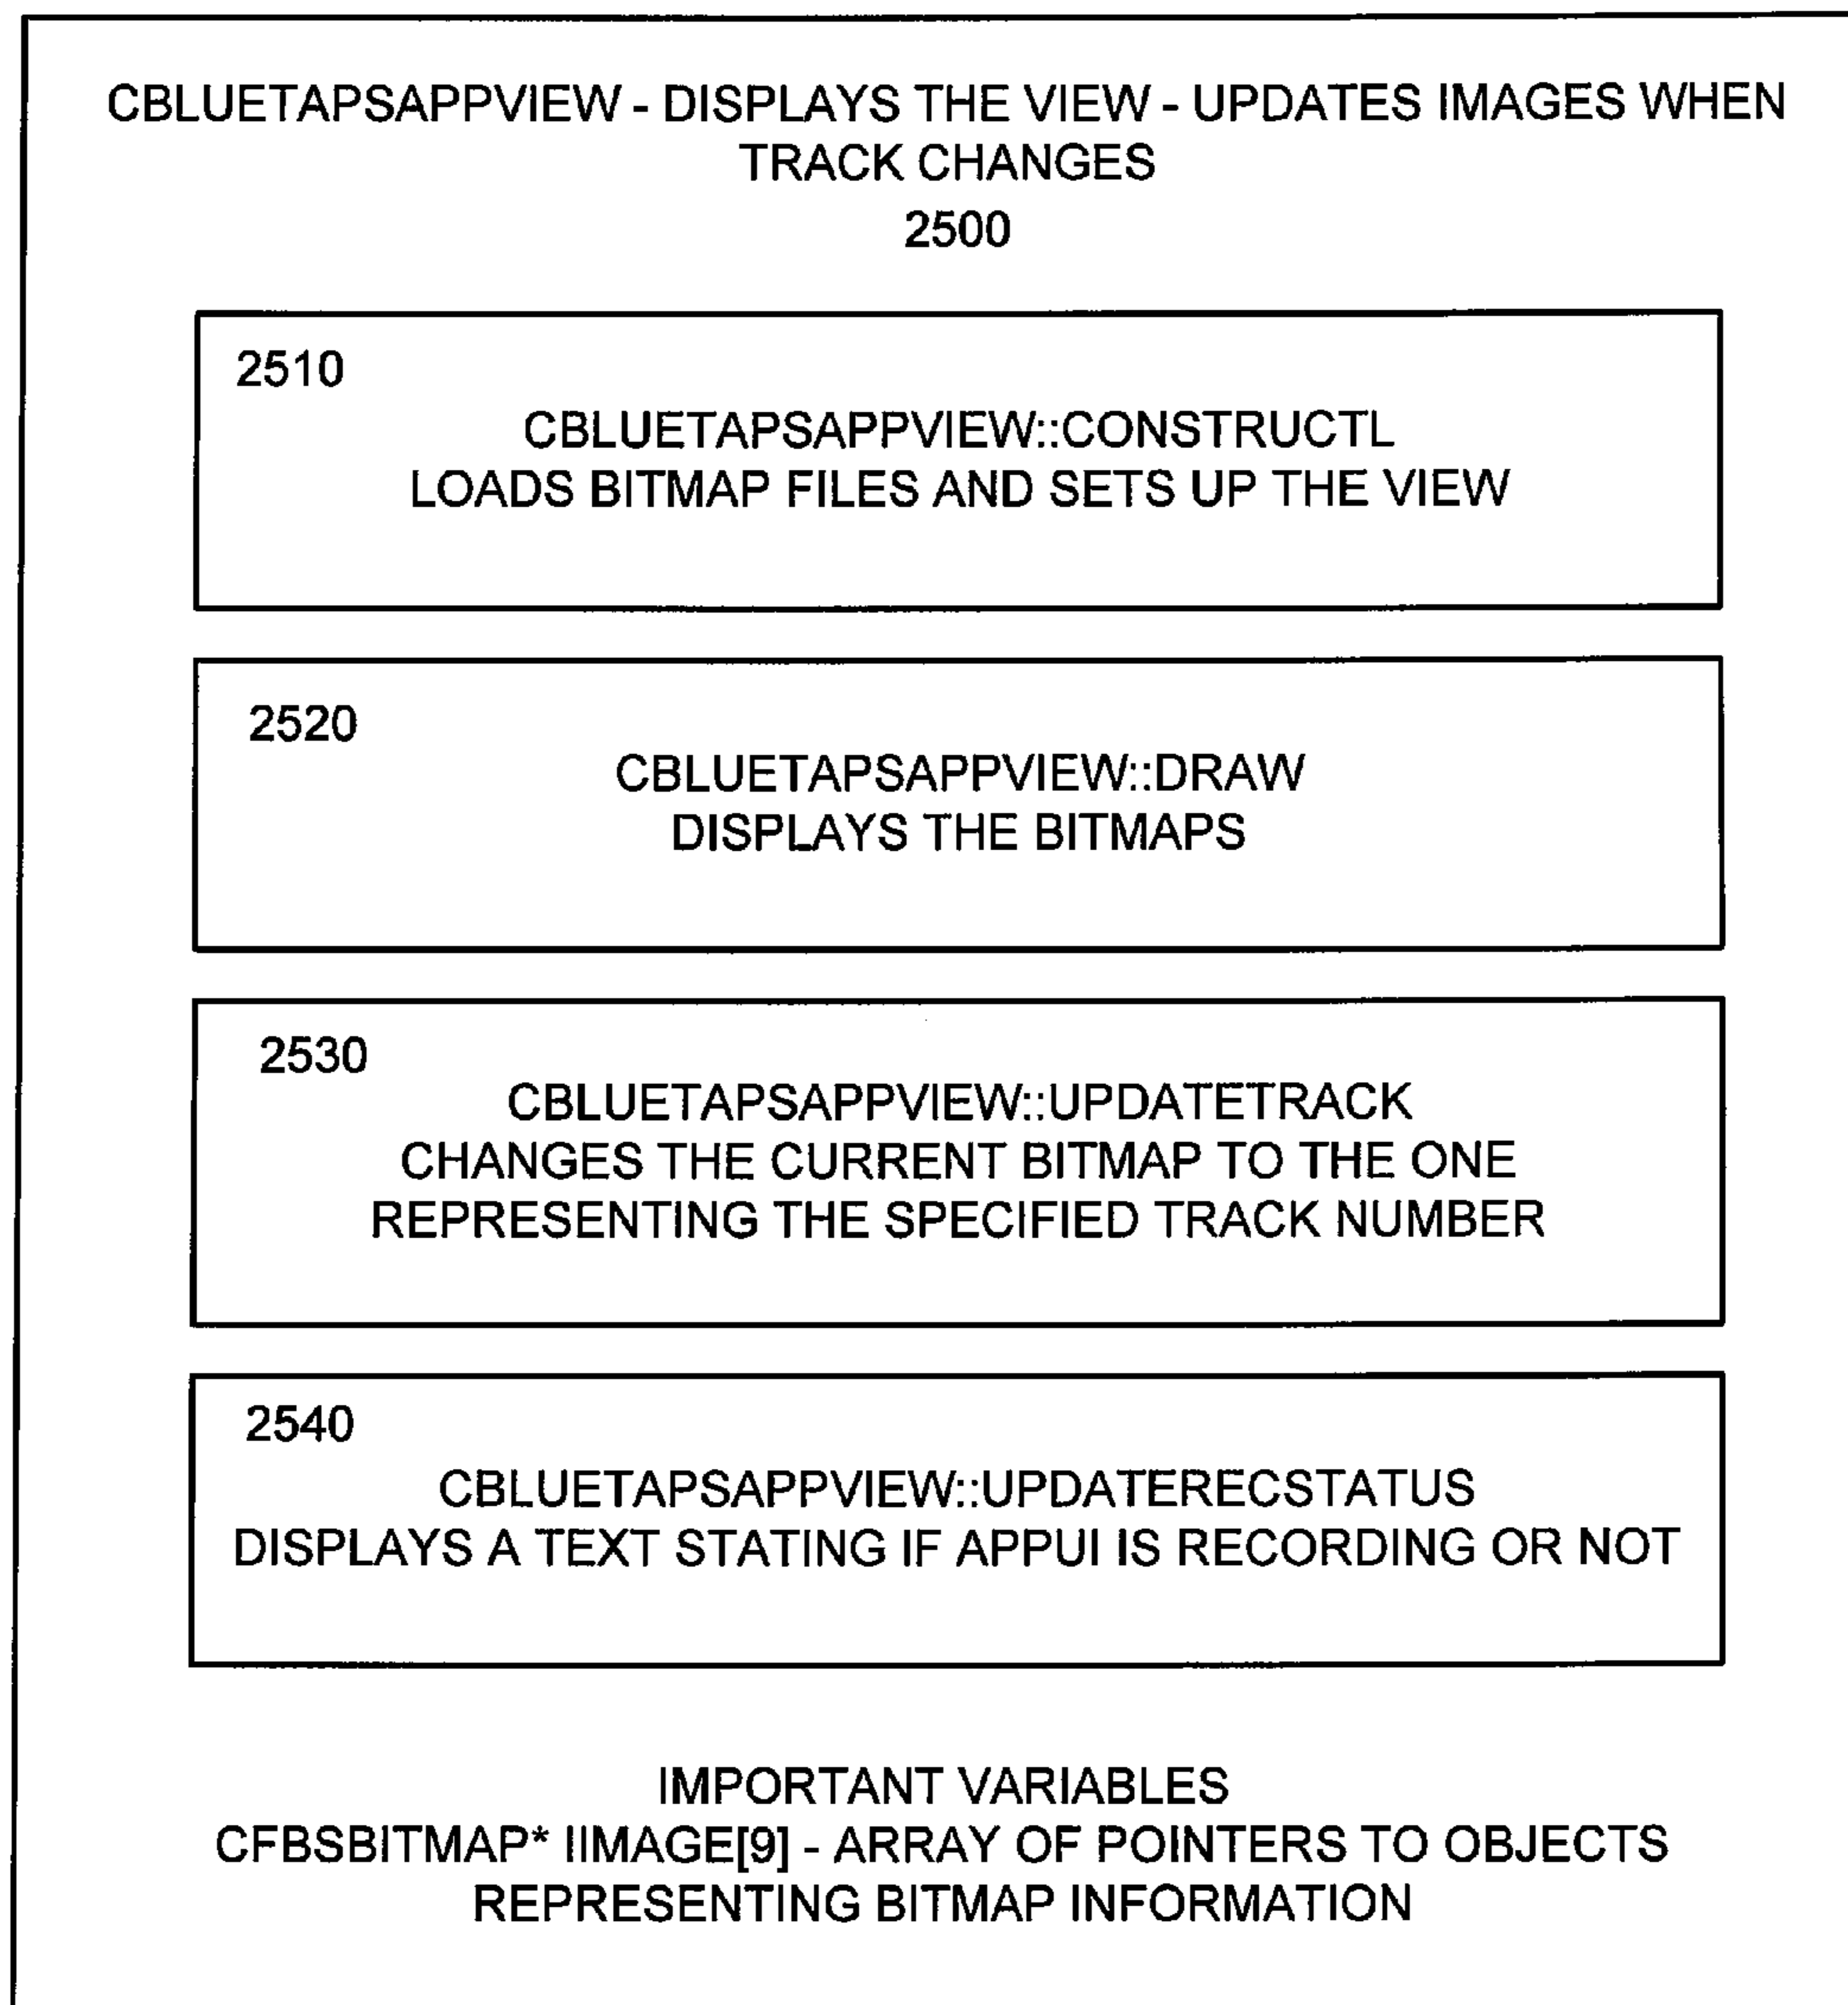 CBLUETAPSAPPVIEW - DISPLAYS THE VIEW - UPDATES IMAGES WHEN
TRACK CHANGES
2500
2510
CBLUETAPSAPPVIEW::CONSTRUCTL
LOADS BITMAP FILES AND SETS UP THE VIEW
2520
CBLUETAPSAPPVIEW::DRAW
DISPLAYS THE BITMAPS
2530
CBLUETAPSAPPVIEW::UPDATETRACK
CHANGES THE CURRENT BITMAP TO THE ONE
REPRESENTING THE SPECIFIED TRACK NUMBER
2540
CBLUETAPSAPPVIEW::UPDATERECSTATUS
DISPLAYS A TEXT STATING IF APPUI IS RECORDING OR NOT
IMPORTANT VARIABLES
CFBSBITMAP* IIMAGE[9] - ARRAY OF POINTERS TO OBJECTS
REPRESENTING BITMAP INFORMATION